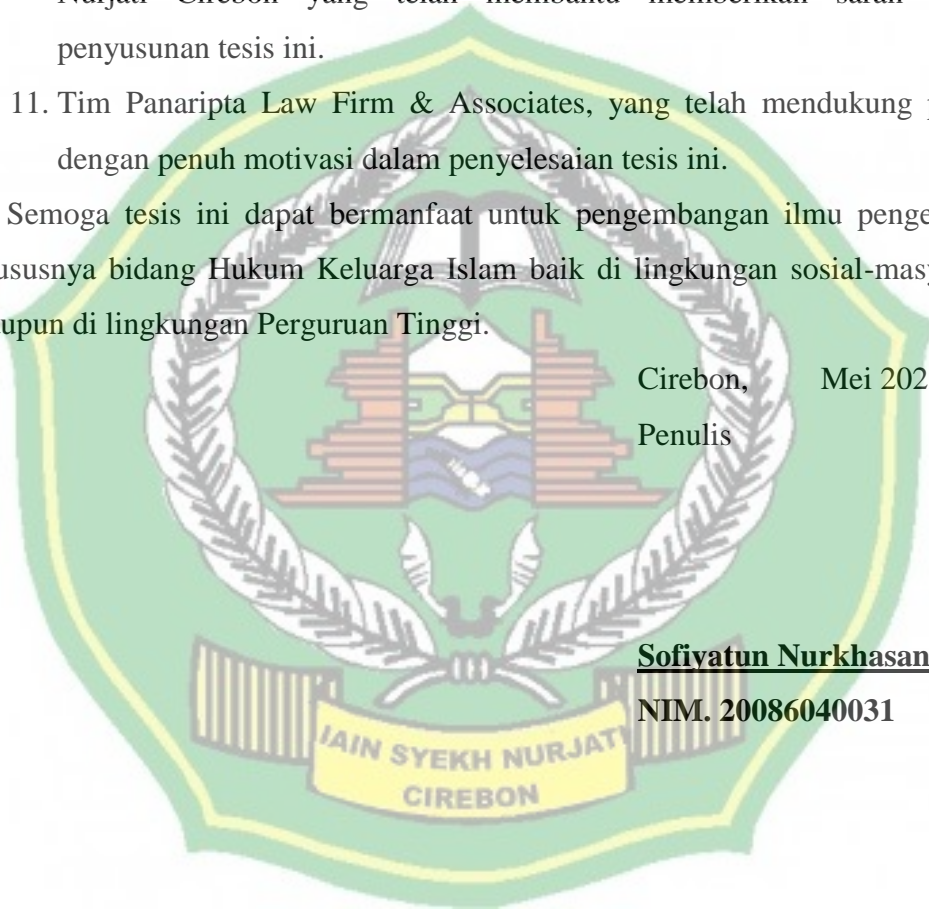 Nurjati Cirebon yang telah membantu memberikan saran
penyusunan tesis ini.
11. Tim Panaripta Law Firm & Associates, yang telah mendukung p
dengan penuh motivasi dalam penyelesaian tesis ini.
Semoga tesis ini dapat bermanfaat untuk pengembangan ilmu penge
ususnya bidang Hukum Keluarga Islam baik di lingkungan sosial-masy
upun di lingkungan Perguruan Tinggi.
Cirebon, Mei 202
Penulis
Sofiyatun Nurkhasan
NIM. 20086040031
IAIN SYEKH NURJATI
CIREBON